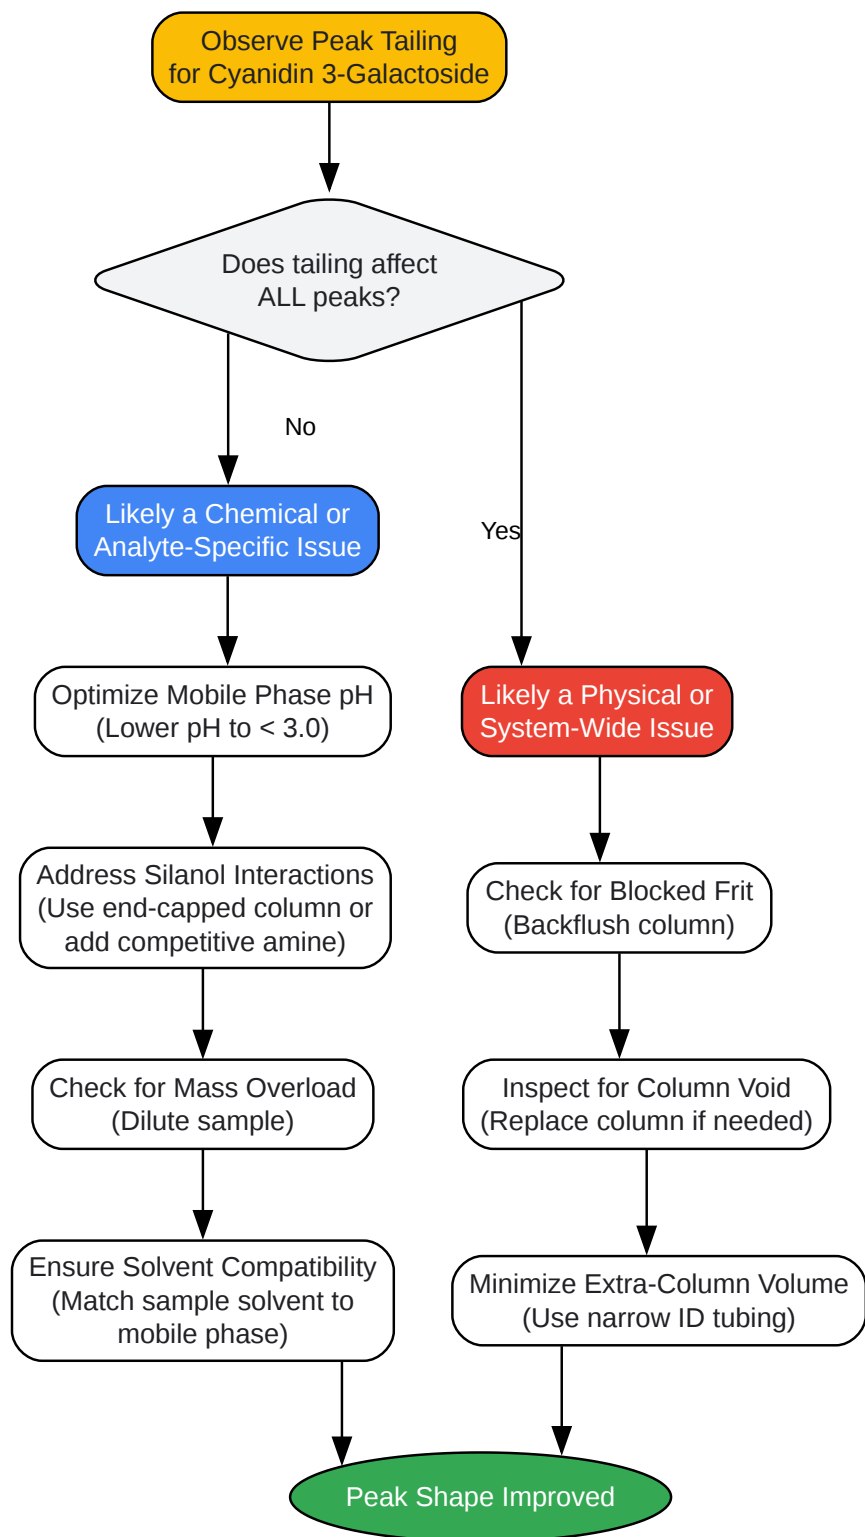 Observe Peak Tailing
for Cyanidin 3-Galactoside
Does tailing affect
ALL peaks?
No
Yes
Likely a Chemical or
Analyte-Specific Issue
Optimize Mobile Phase pH
(Lower pH to < 3.0)
Likely a Physical or
System-Wide Issue
Address Silanol Interactions
(Use end-capped column or
add competitive amine)
Check for Blocked Frit
(Backflush column)
Check for Mass Overload
(Dilute sample)
Inspect for Column Void
(Replace column if needed)
Ensure Solvent Compatibility
(Match sample solvent to
mobile phase)
Minimize Extra-Column Volume
(Use narrow ID tubing)
Peak Shape Improved